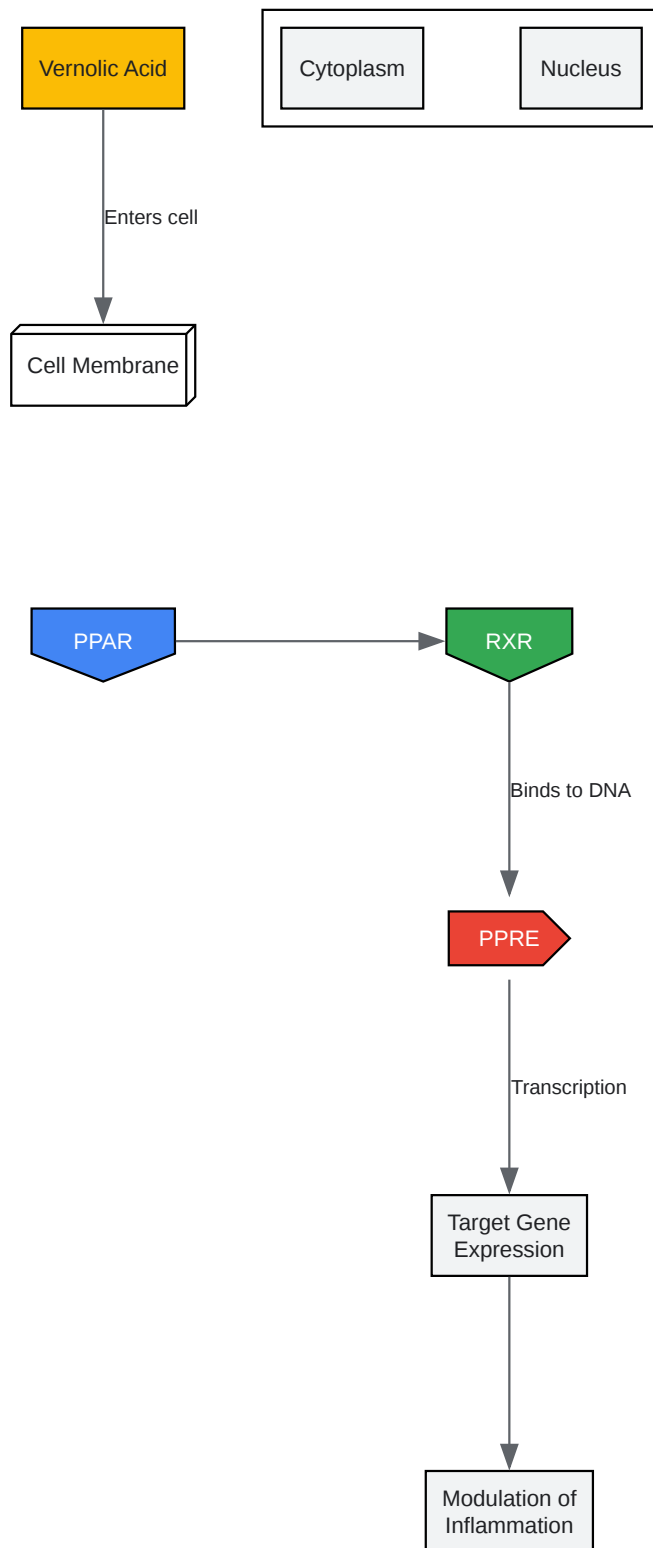 Vernolic Acid
Cytoplasm
Nucleus
Enters cell
Cell Membrane
PPAR
RXR
Binds to DNA
PPRE
Transcription
Target Gene
Expression
Modulation of
Inflammation